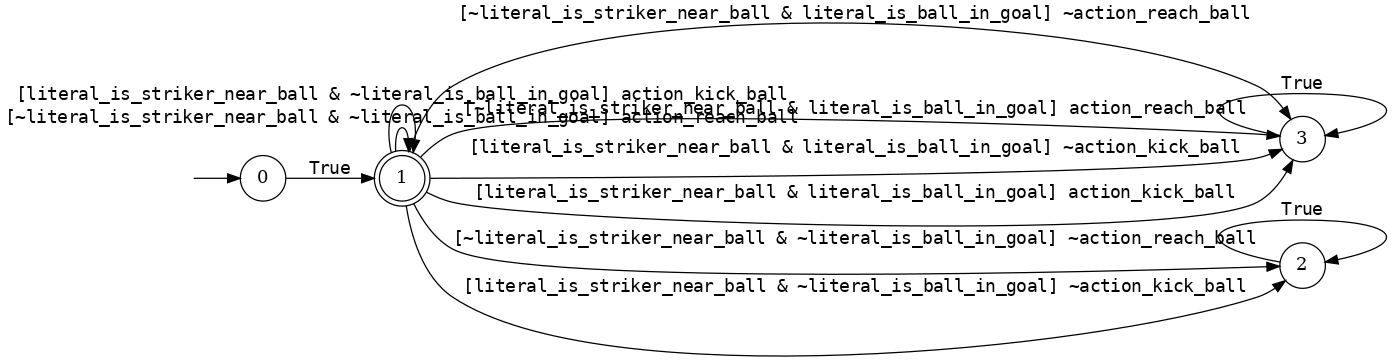 [~literal_is_striker_near_ball & literal_is_ball_in_goal] ~action_reach_ball
True
[literal_is_striker_near_ball & ~literal_is_ball_in_goal] action_kick_ball
[~literal_is_striker_near_ball & literal_is_ball_in_goal] action_reach_ball
[~literal_is_striker_near_ball & ~literal_is_ball_in_goal] action_reach_ball
3
[literal_is_striker_near_ball & literal_is_ball_in_goal] ~action_kick_ball
True
0
1
[literal_is_striker_near_ball & literal_is_ball_in_goal] action_kick_ball
True
[~literal_is_striker_near_ball & ~literal_is_ball_in_goal] ~action_reach_ball
2
[literal_is_striker_near_ball & ~literal_is_ball_in_goal] ~action_kick_ball